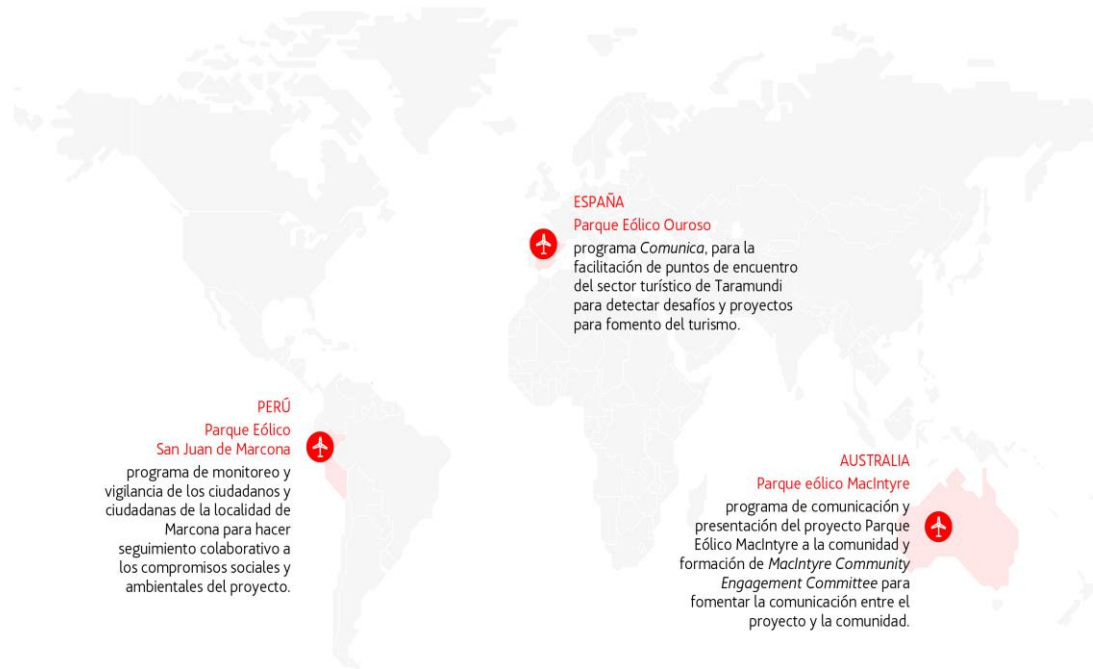 ESPAÑA
Parque Eólico Ouroso
programa Comunica, para la
facilitación de puntos de encuentro
del sector turístico de Taramundi
para detectar desafíos y proyectos
para fomento del turismo.
PERÚ
Parque Eólico
San Juan de Marcona
programa de monitoreo y
vigilancia de los ciudadanos y
ciudadanas de la localidad de
Marcona para hacer
seguimiento colaborativo a
los compromisos sociales y
ambientales del proyecto.
AUSTRALIA
Parque eólico MacIntyre
programa de comunicación y
presentación del proyecto Parque
Eólico MacIntyre a la comunidad y
formación de MacIntyre Community
Engagement Committee para
fomentar la comunicación entre el
proyecto y la comunidad.